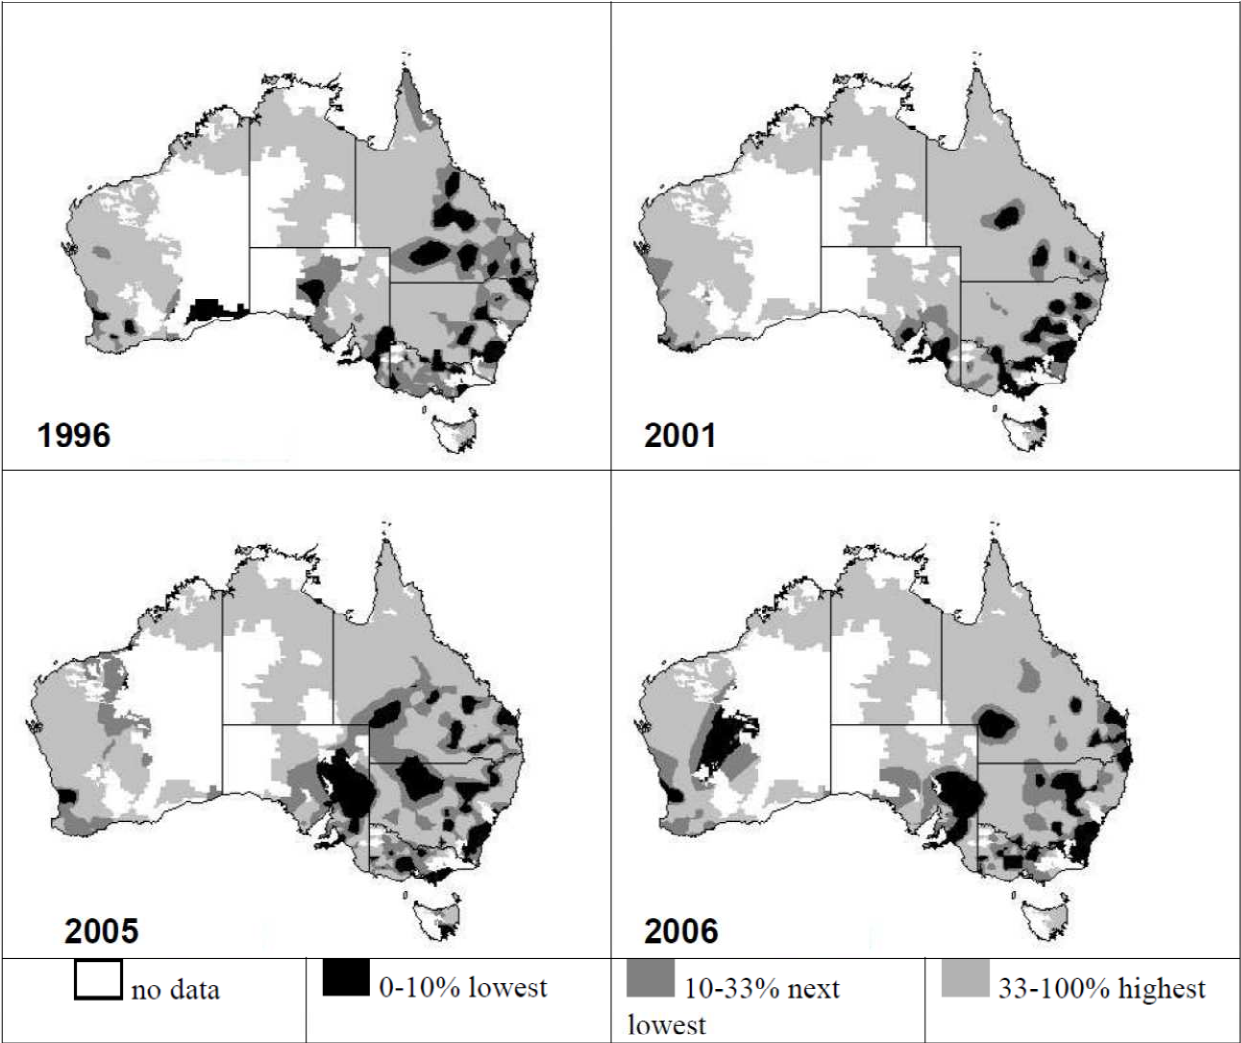 1996
2001
2005
2006
no data
0-10% lowest
10-33% next
lowest
33-100% highest